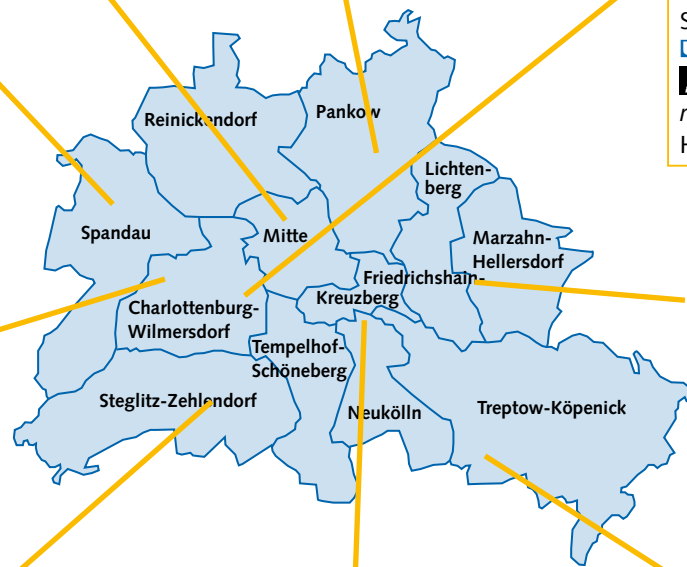 Reinickendorf
Pankow
Lichten-
berg
Spandau
Mitte
Marzahn-
Hellersdorf
Friedrichshain-
Kreuzberg
Charlottenburg-
Wilmersdorf
Tempelhof-
Schöneberg
Steglitz-Zehlendorf
Neukölln
Treptow-Köpenick
S
H